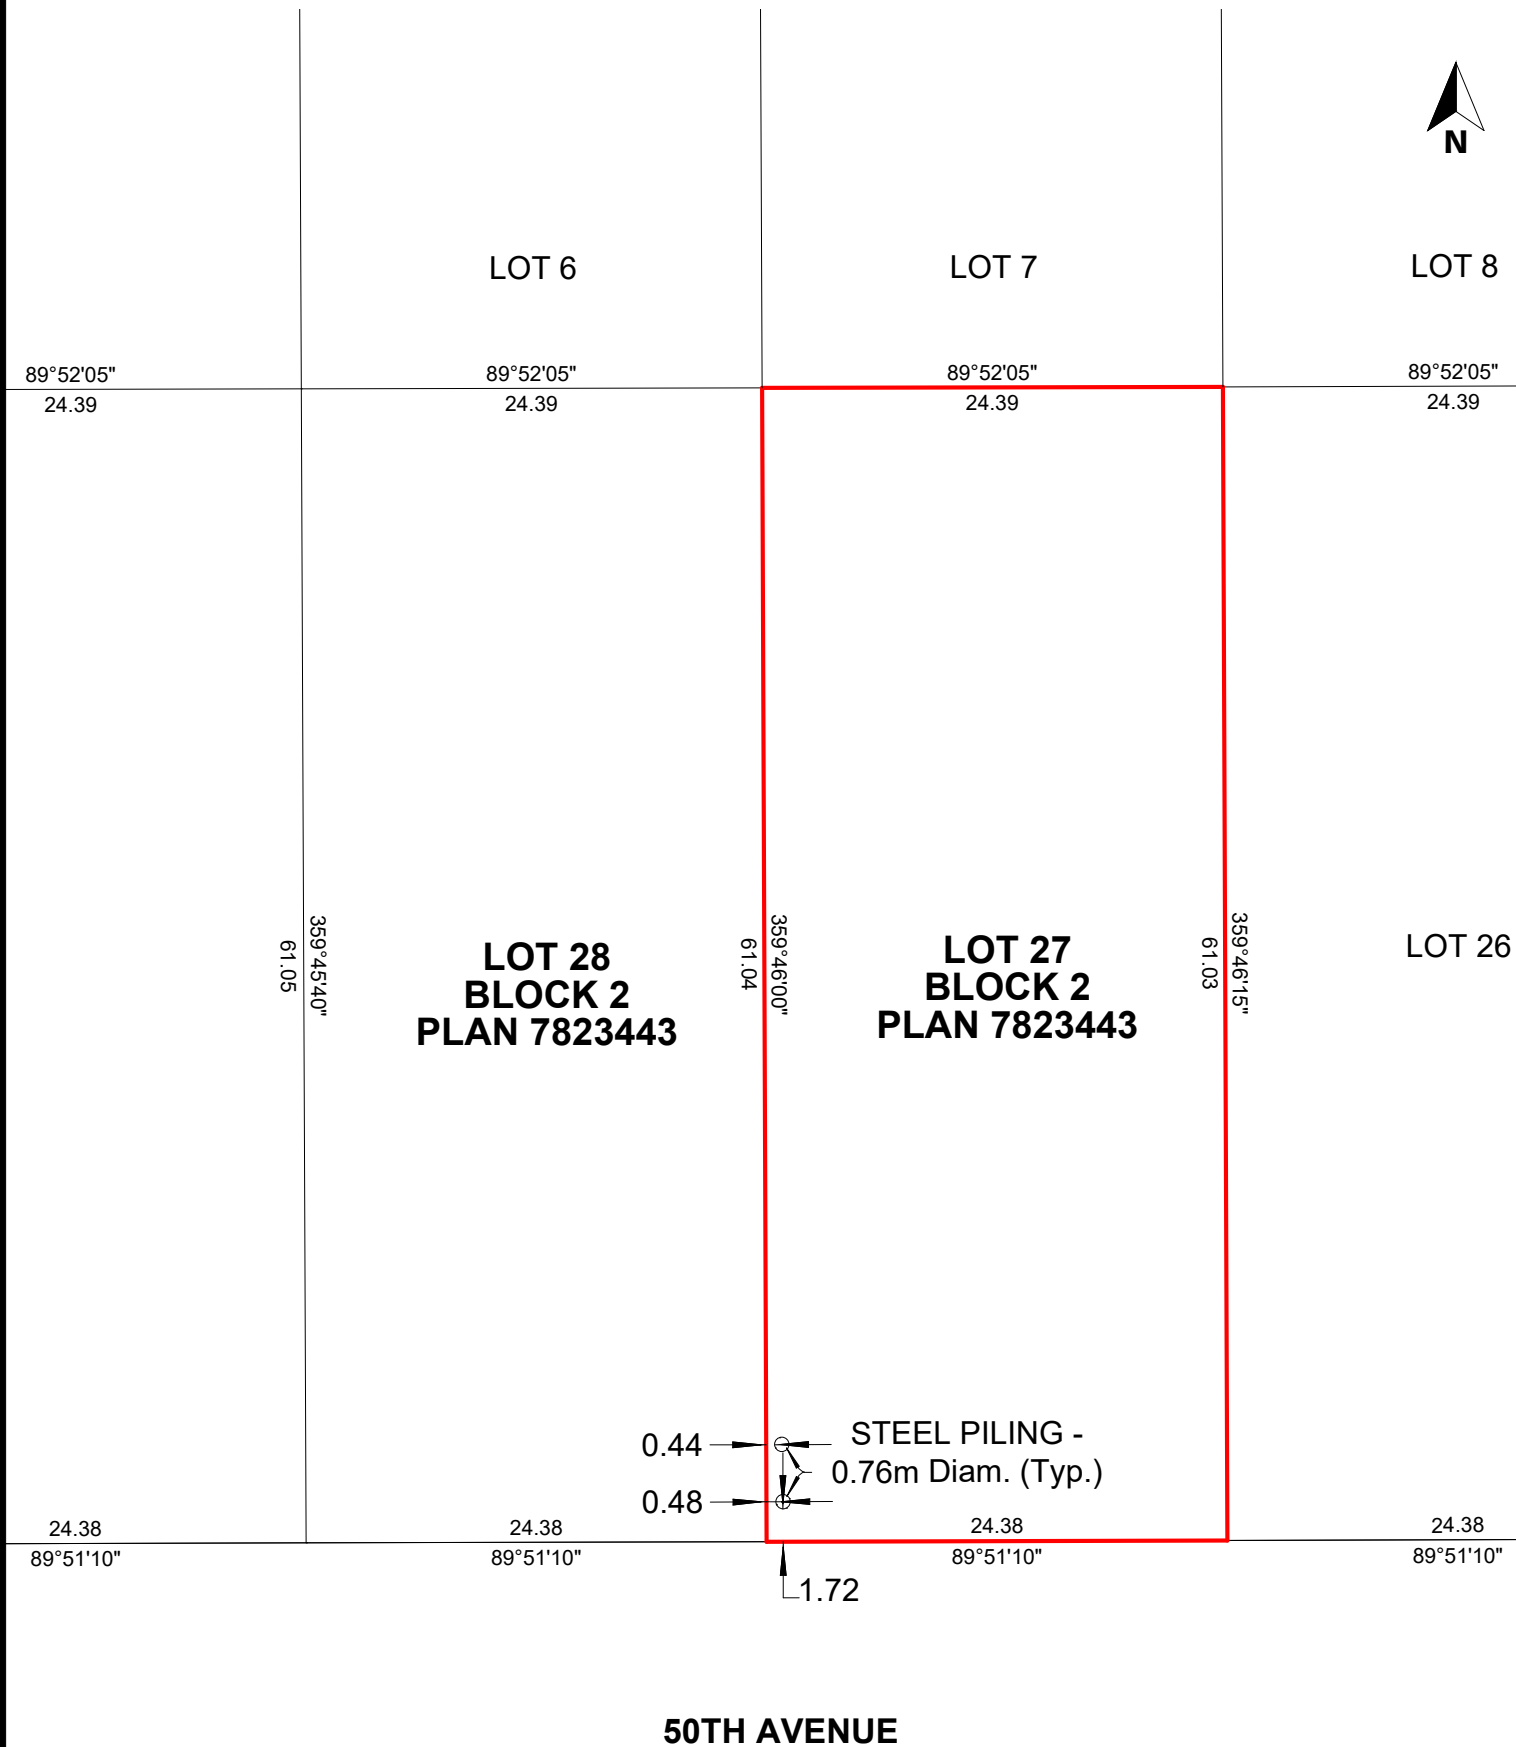 N
LOT 6
LOT 7
LOT 8
89°52'05"
89°52'05"
89°52'05"
89°52'05"
24.39
24.39
24.39
24.39
61.05
359°45'40"
LOT 28
BLOCK 2
PLAN 7823443
61.04
359°46'00"
LOT 27
BLOCK 2
PLAN 7823443
61.03
359°46'15"
LOT 26
0.44
STEEL PILING -
0.76m Diam. (Typ.)
0.48
24.38
24.38
24.38
24.38
89°51'10"
89°51'10"
89°51'10"
89°51'10"
1.72
50TH AVENUE